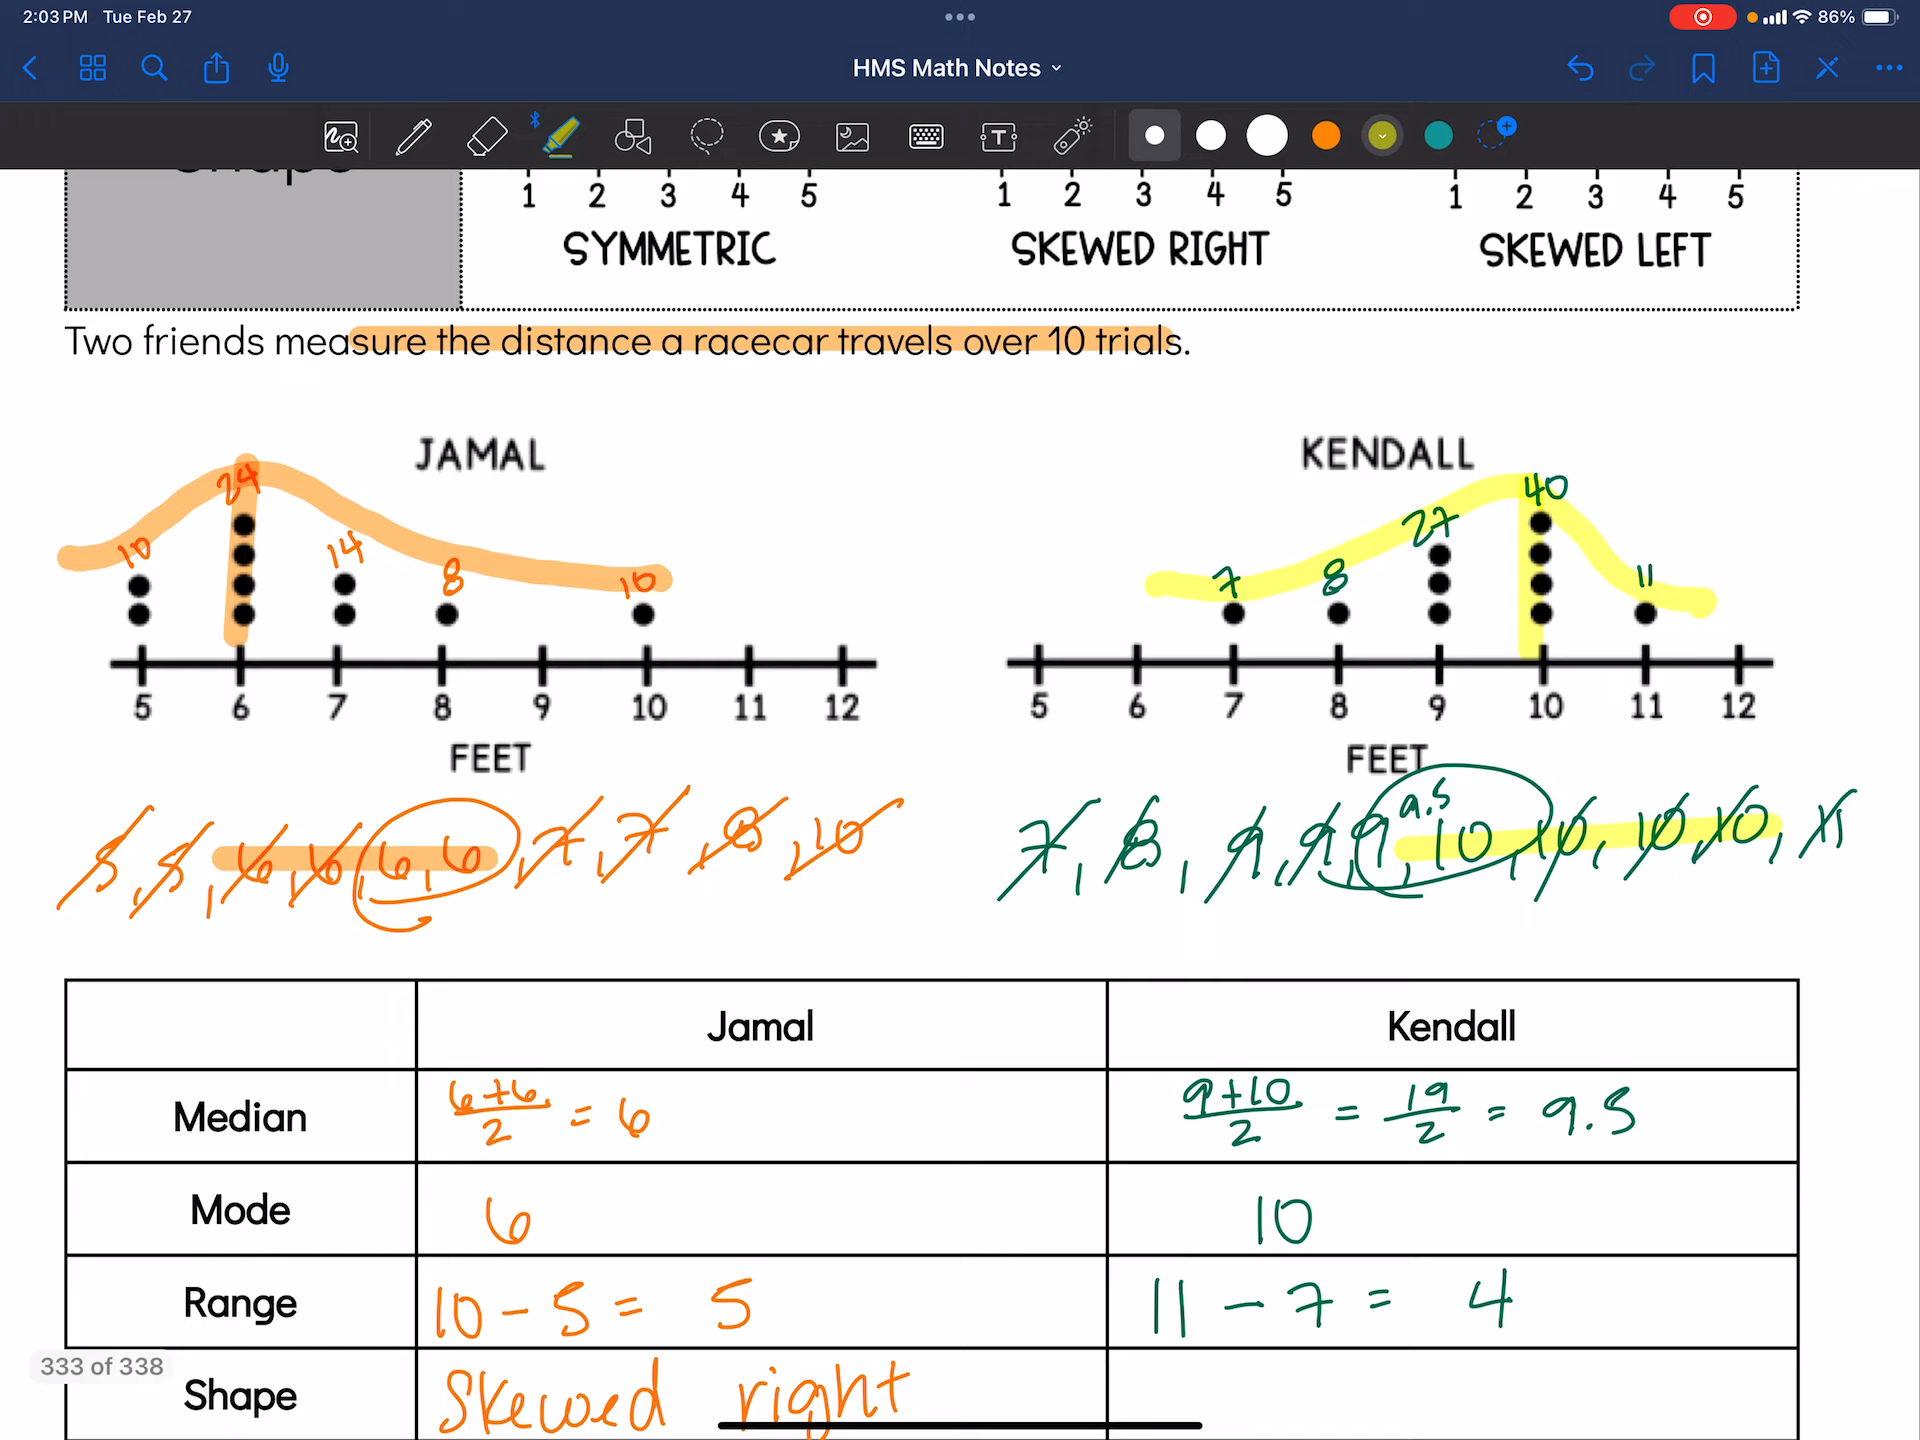 2:03 PM Tue Feb 27
86%
HMS Math Notes
1 2 3 4 5
1 2 3 4 5
1 2 3 4 5
SYMMETRIC
SKEWED RIGHT
SKEWED LEFT
Two friends measure the distance a racecar travels over 10 trials.
JAMAL
24
10
14
8
10
5 6 7 8 9 10 11 12
FEET
5, 5, 6, 6, 6, 6, 7, 7, 8, 10
KENDALL
40
27
7
8
11
5 6 7 8 9 10 11 12
FEET
9.5
7, 8, 9, 9, 9, 10, 10, 10, 10, 11
Jamal Kendall
Median 6+6/2 = 6 9+10/2 = 19/2 = 9.5
Mode 6 10
Range 10 - 5 = 5 11 - 7 = 4
333 of 338
Shape Skewed right